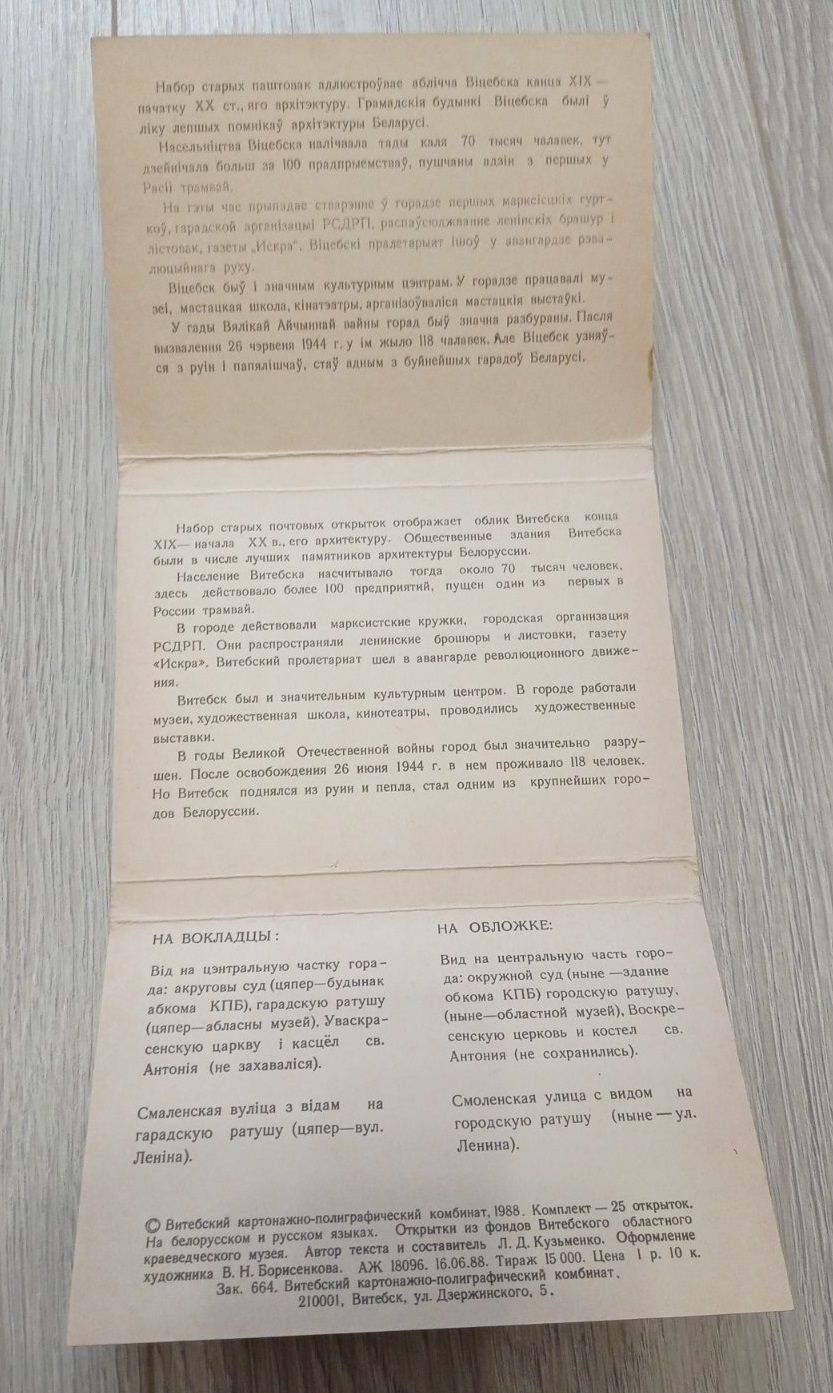 Набор старых паштовак адлюстроўвае аблічча Віцебска канца XIX —
пачатку XX ст., яго архітэктуру. Грамадскія будынкі Віцебска былі ў
ліку лепшых помнікаў архітэктуры Беларусі.
Насельніцтва Віцебска налічвала тады каля 70 тысяч чалавек, тут
дзейнічала больш за 100 прадпрыемстваў, пушчаны адзін з першых у
Расіі трамвай.
На гэты час прыпадае стварэнне ў горадзе першых марксісцкіх гурт-
коў, гарадской арганізацыі РСДРП, распаўсюджванне ленінскіх брашур і
лістовак, газеты „Искра". Віцебскі пралетарыят ішоў у авангардзе рэва-
люцыйнага руху.
Віцебск быў і значным культурным цэнтрам. У горадзе працавалі му-
зеі, мастацкая школа, кінатэатры, арганізоўваліся мастацкія выстаўкі.
У гады Вялікай Айчыннай вайны горад быў значна разбураны. Пасля
вызвалення 26 чэрвеня 1944 г. у ім жыло 118 чалавек. Але Віцебск узняў-
ся з руін і папялішчаў, стаў адным з буйнейшых гарадоў Беларусі.
Набор старых почтовых открыток отображает облик Витебска конца
XIX— начала XX в., его архитектуру. Общественные здания Витебска
были в числе лучших памятников архитектуры Белоруссии.
Население Витебска насчитывало тогда около 70 тысяч человек,
здесь действовало более 100 предприятий, пущен один из первых в
России трамвай.
В городе действовали марксистские кружки, городская организация
РСДРП. Они распространяли ленинские брошюры и листовки, газету
«Искра». Витебский пролетариат шел в авангарде революционного движе-
ния.
Витебск был и значительным культурным центром. В городе работали
музеи, художественная школа, кинотеатры, проводились художественные
выставки.
В годы Великой Отечественной войны город был значительно разру-
шен. После освобождения 26 июня 1944 г. в нем проживало 118 человек.
Но Витебск поднялся из руин и пепла, стал одним из крупнейших горо-
дов Белоруссии.
НА ВОКЛАДЦЫ:
Від на цэнтральную частку гора-
да: акруговы суд (цяпер—будынак
абкома КПБ), гарадскую ратушу
(цяпер—абласны музей), Уваскра-
сенскую царкву і касцёл св.
Антонія (не захаваліся).
Смаленская вуліца з відам на
гарадскую ратушу (цяпер—вул.
Леніна).
НА ОБЛОЖКЕ:
Вид на центральную часть горо-
да: окружной суд (ныне —здание
обкома КПБ) городскую ратушу,
(ныне—областной музей), Воскре-
сенскую церковь и костел св.
Антония (не сохранились).
Смоленская улица с видом на
городскую ратушу (ныне — ул.
Ленина).
© Витебский картонажно-полиграфический комбинат, 1988. Комплект — 25 открыток.
На белорусском и русском языках. Открытки из фондов Витебского областного
краеведческого музея. Автор текста и составитель Л. Д. Кузьменко. Оформление
художника В. Н. Борисенкова. АЖ 18096. 16.06.88. Тираж 15 000. Цена 1 р. 10 к.
Зак. 664. Витебский картонажно-полиграфический комбинат.
210001, Витебск, ул. Дзержинского, 5.